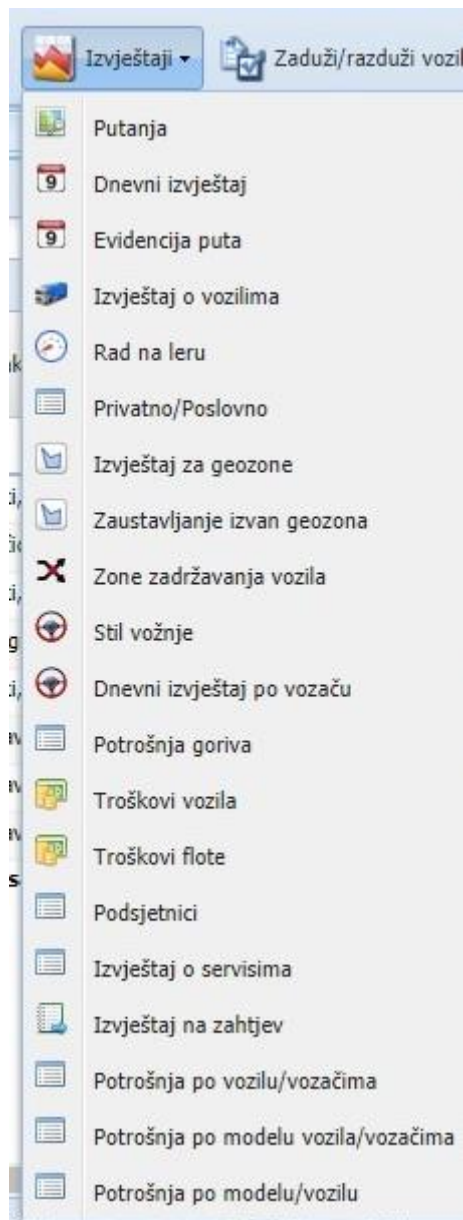 Izvještaji
Zaduži/razduži
Putanja
Dnevni izvještaj
Evidencija puta
Izvještaj o vozilima
Rad na leru
Privatno/Poslovno
Izvještaj za geozone
Zaustavljanje izvan geozona
Zone zadržavanja vozila
Stil vožnje
Dnevni izvještaj po vozaču
Potrošnja goriva
Troškovi vozila
Troškovi flote
Podsjetnici
Izvještaj o servisima
Izvještaj na zahtjev
Potrošnja po vozilu/vozačima
Potrošnja po modelu vozila/vozačima
Potrošnja po modelu/vozilu